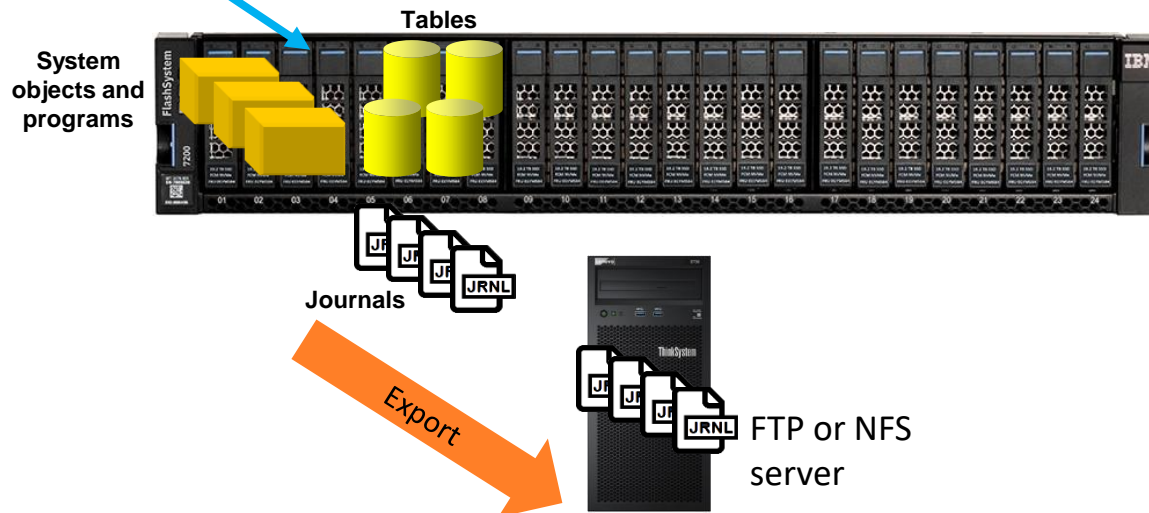 Tables
System
objects and
programs
FlashSystem
7200
IBM
01 02 03 04 05 06 07 08 09 10 11 12 13 14 15 16 17 18 19 20 21 22 23 24
JRNL
Journals
ThinkSystem
Export
JRNL
FTP or NFS
server